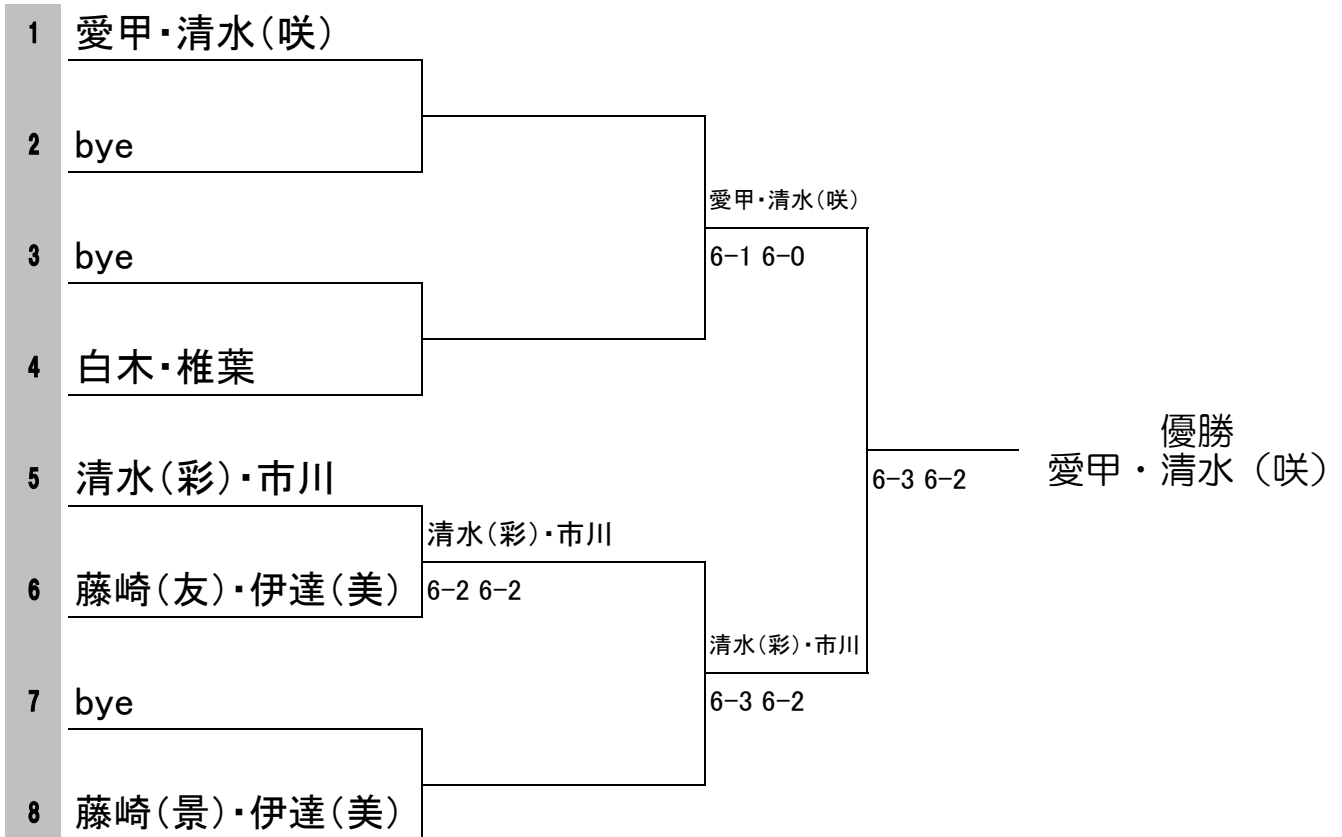 1 愛甲・清水(咲)
2 bye
愛甲・清水(咲)
3 bye
6-1 6-0
4 白木・椎葉
優勝
5 清水(彩)・市川
6-3 6-2
愛甲・清水(咲)
清水(彩)・市川
6 藤崎(友)・伊達(美)
6-2 6-2
清水(彩)・市川
7 bye
6-3 6-2
8 藤崎(景)・伊達(美)